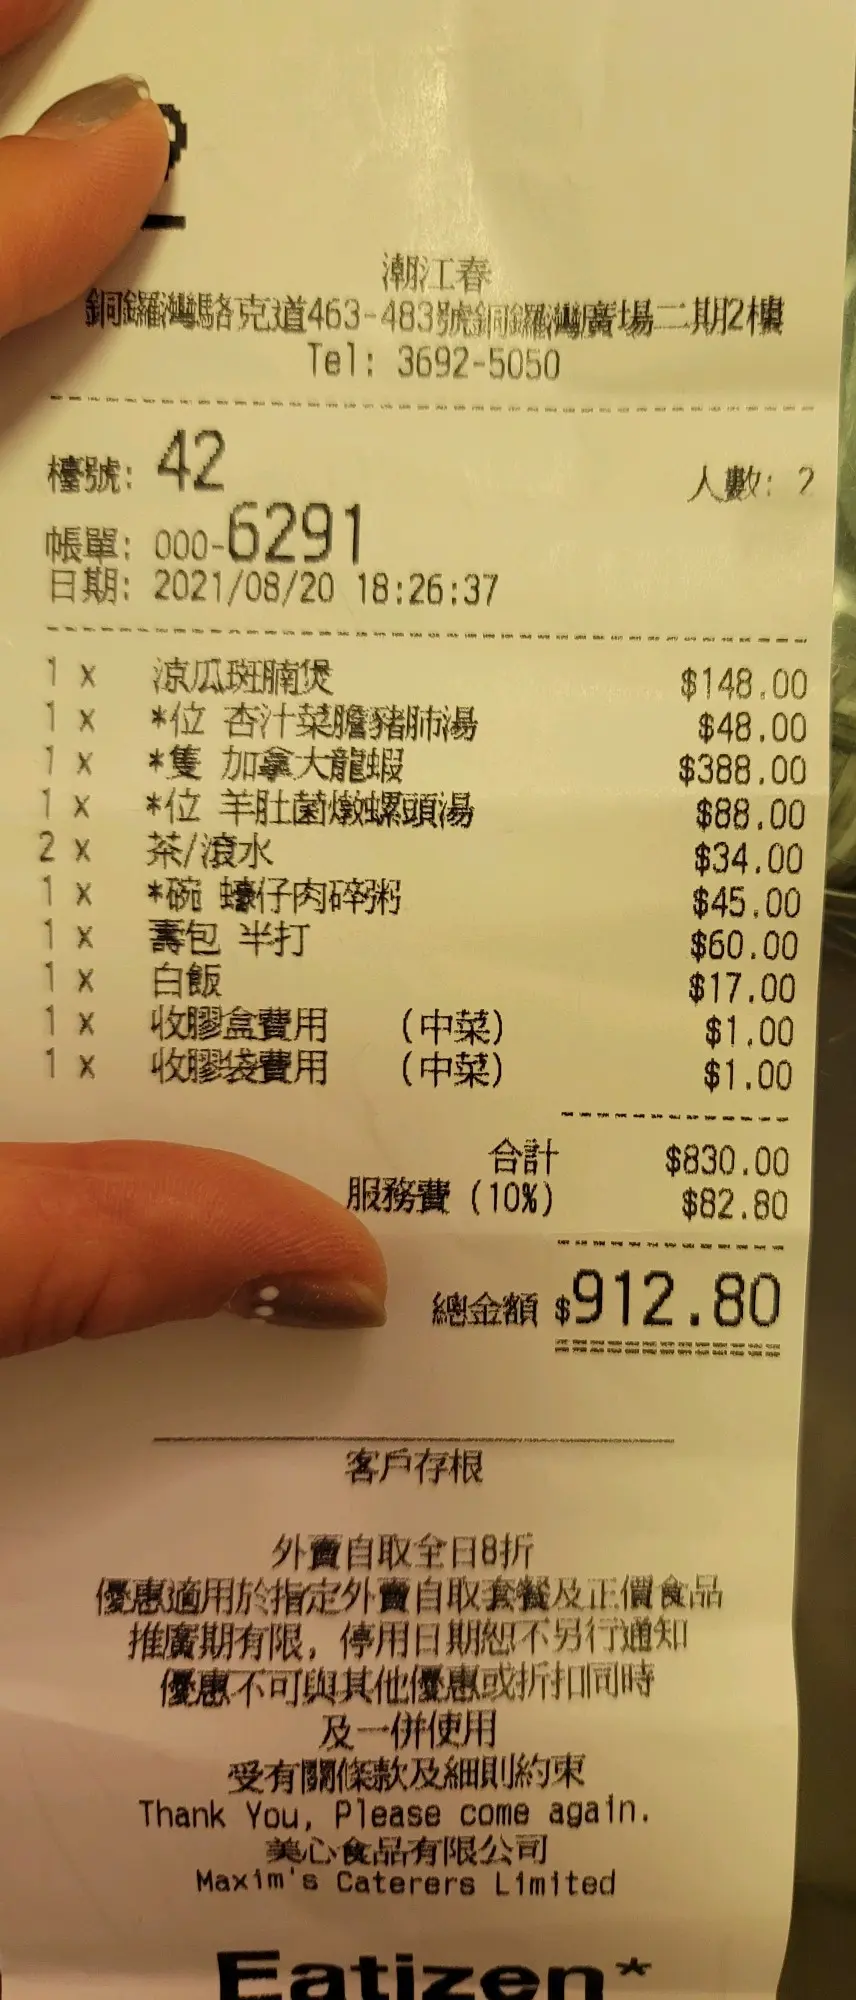 潮江春
銅鑼灣駱克道463-483號銅鑼灣廣場二期2樓
Tel: 3692-5050
檯號: 42 人數: 2
帳單: 000-6291
日期: 2021/08/20 18:26:37
1 x 涼瓜斑腩煲 $148.00
1 x *位 杏汁菜膽豬肺湯 $48.00
1 x *隻 加拿大龍蝦 $388.00
1 x *位 羊肚菌燉螺頭湯 $88.00
2 x 茶/滾水 $34.00
1 x *碗 蠔仔肉碎粥 $45.00
1 x 壽包 半打 $60.00
1 x 白飯 $17.00
1 x 收膠盒費用 (中菜) $1.00
1 x 收膠袋費用 (中菜) $1.00
合計 $830.00
服務費 (10%) $82.80
總金額 $912.80
客戶存根
外賣自取全日8折
優惠適用於指定外賣自取套餐及正價食品
推廣期有限, 停用日期恕不另行通知
優惠不可與其他優惠或折扣同時
及一併使用
受有關條款及細則約束
Thank You, Please come again.
美心食品有限公司
Maxim's Caterers Limited
Eatizen*